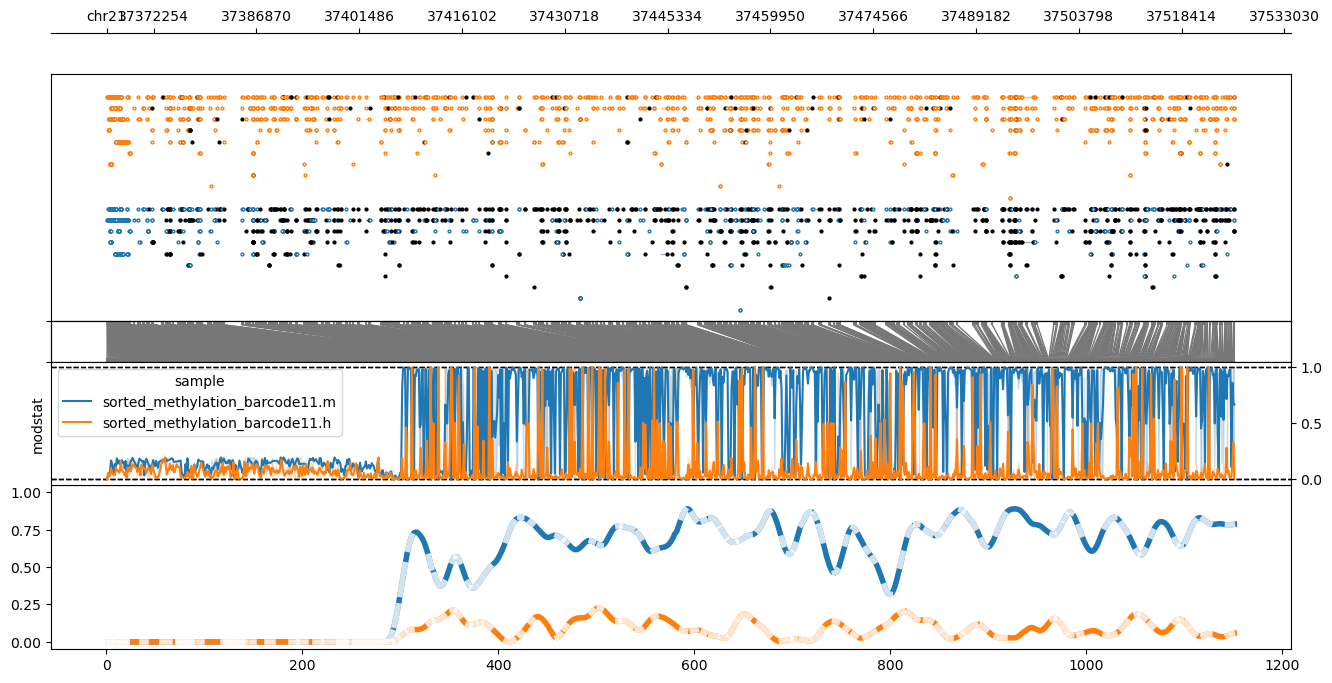 chr21 37372254 37386870 37401486 37416102 37430718 37445334 37459950 37474566 37489182 37503798 37518414 37533030
sample
sorted_methylation_barcode11.m
sorted_methylation_barcode11.h
modstat
1.0
0.5
0.0
1.00
0.75
0.50
0.25
0.00
0 200 400 600 800 1000 1200